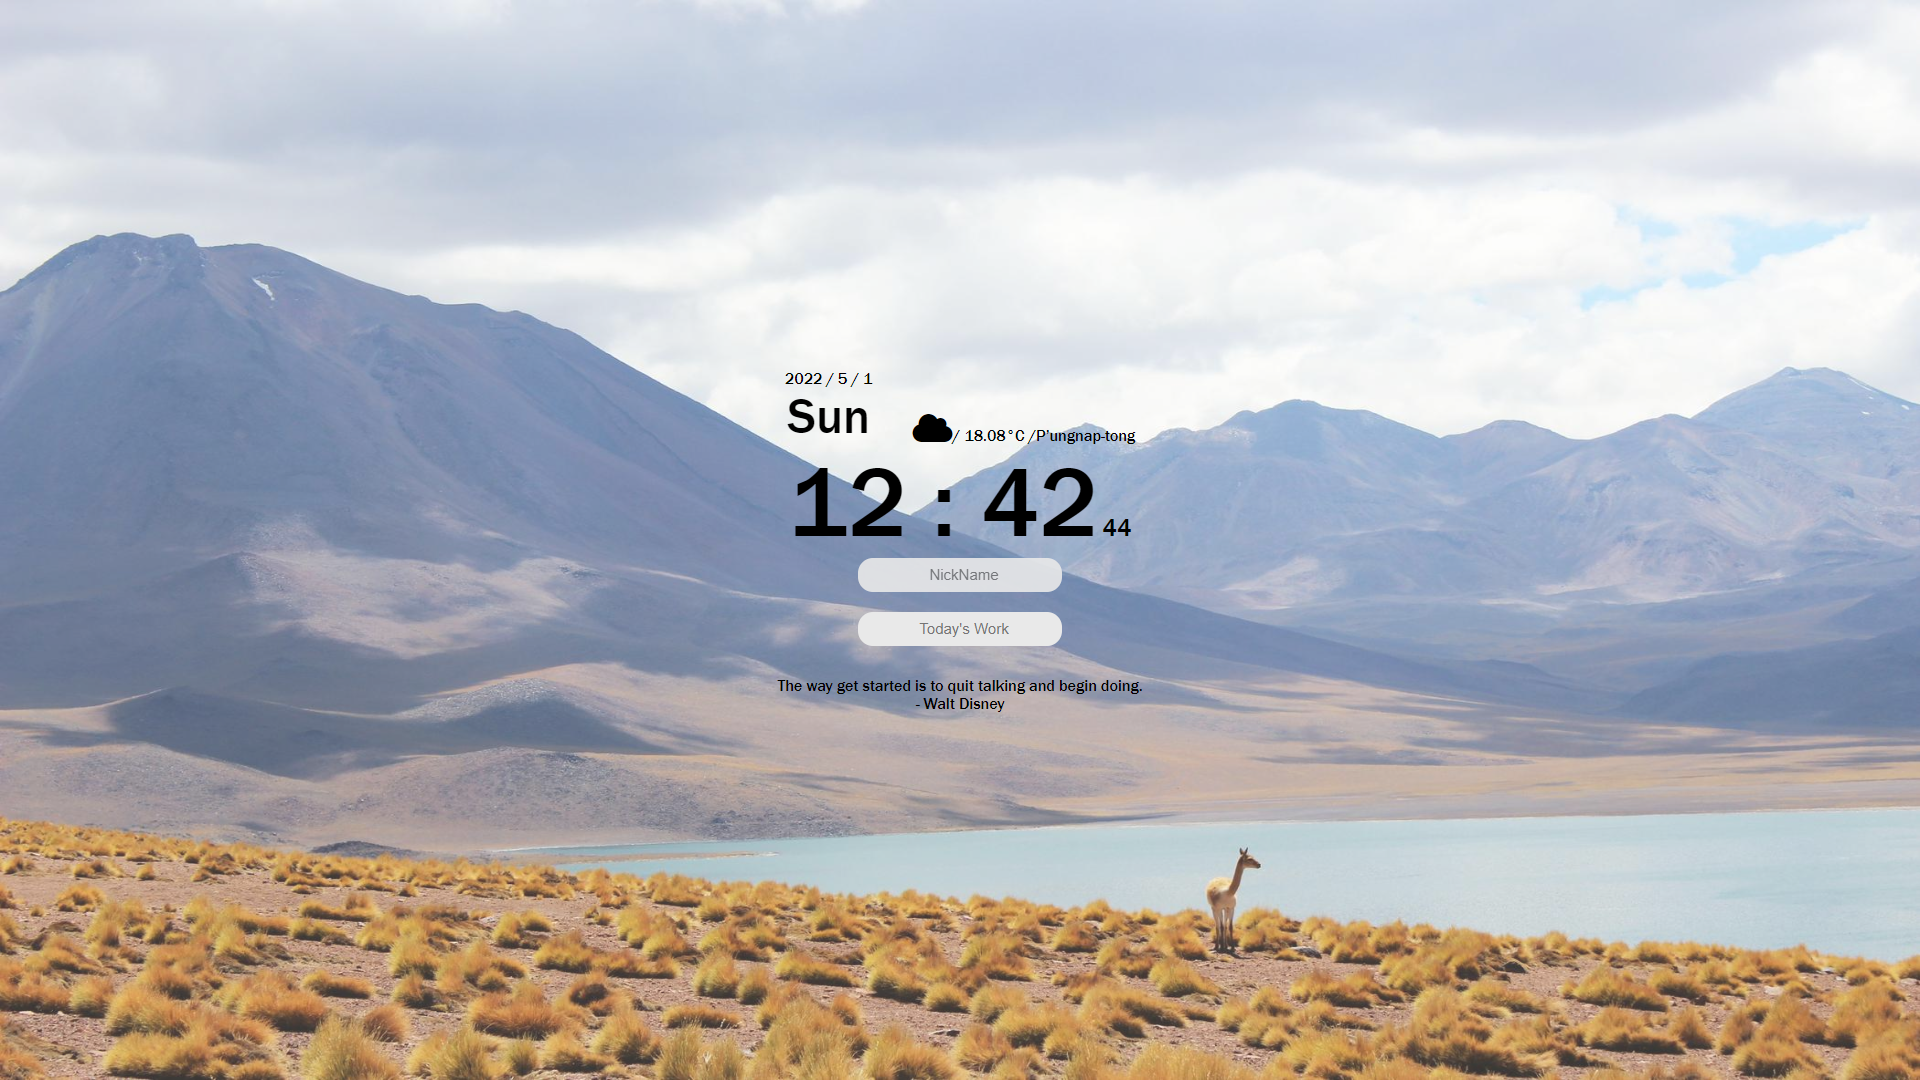 2022 / 5 / 1
Sun
/ 18.08°C /P'ungnap-tong
12 : 42 44
NickName
Today's Work
The way get started is to quit talking and begin doing.
- Walt Disney